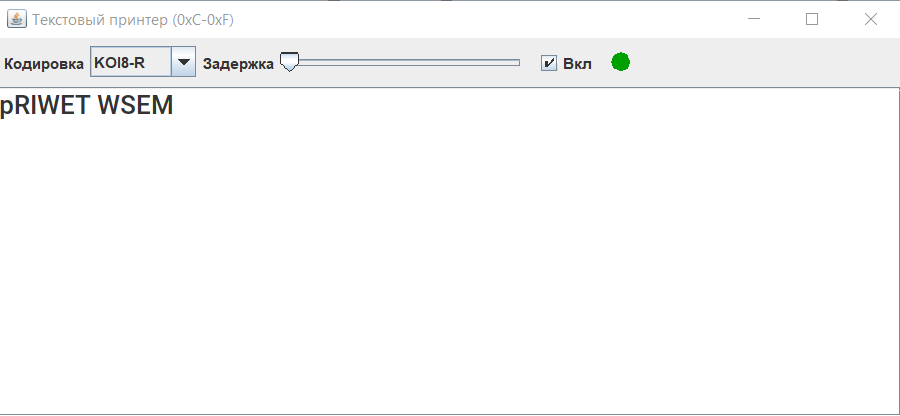 Текстовый принтер (0xC-0xF)
Кодировка KOI8-R Задержка Вкл
pRIWET WSEM